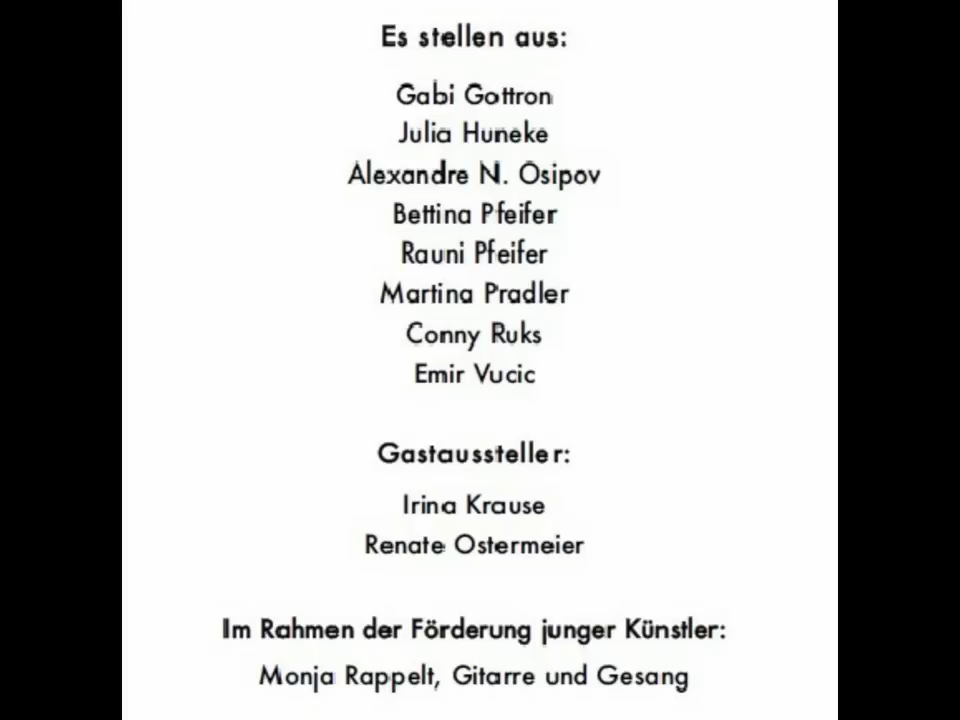 Es stellen aus:
Gabi Gottron
Julia Huneke
Alexandre N. Osipov
Bettina Pfeifer
Rauni Pfeifer
Martina Pradler
Conny Ruks
Emir Vucic
Gastaussteller:
Irina Krause
Renate Ostermeier
Im Rahmen der Förderung junger Künstler:
Monja Rappelt, Gitarre und Gesang